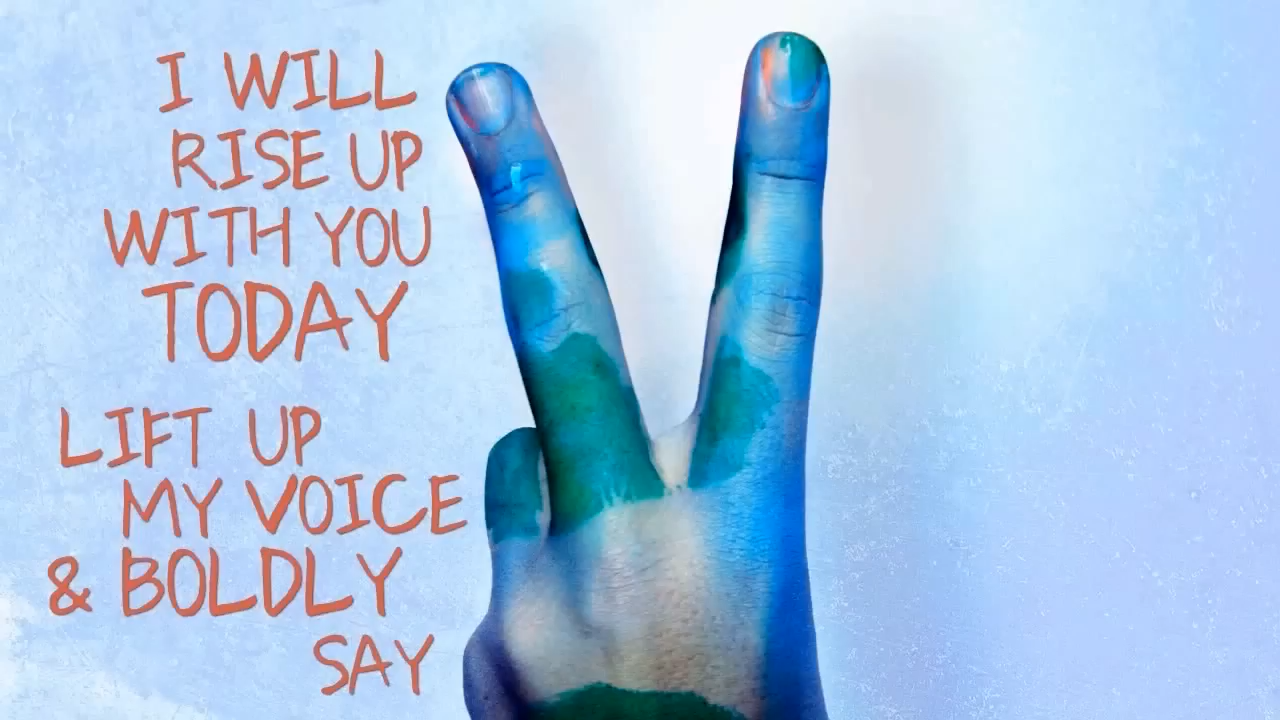 I WILL
RISE UP
WITH YOU
TODAY
LIFT UP
MY VOICE
& BOLDLY
SAY